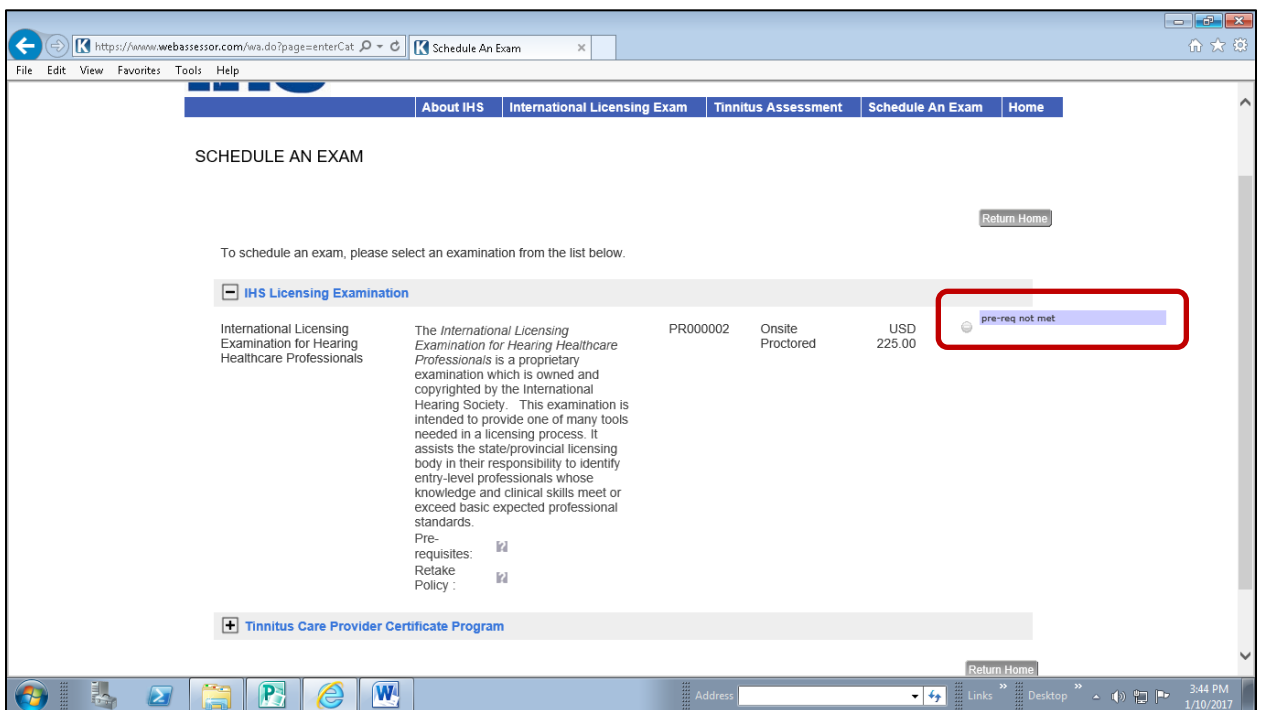 https://www.webassessor.com/wa.do?page=enterCat
Schedule An Exam
File Edit View Favorites Tools Help
About IHS International Licensing Exam Tinnitus Assessment Schedule An Exam Home
SCHEDULE AN EXAM
Return Home
To schedule an exam, please select an examination from the list below.
IHS Licensing Examination
International Licensing
Examination for Hearing
Healthcare Professionals
The International Licensing
Examination for Hearing Healthcare
Professionals is a proprietary
examination which is owned and
copyrighted by the International
Hearing Society. This examination is
intended to provide one of many tools
needed in a licensing process. It
assists the state/provincial licensing
body in their responsibility to identify
entry-level professionals whose
knowledge and clinical skills meet or
exceed basic expected professional
standards.
Pre-
requisites:
Retake
Policy :
PR000002
Onsite
Proctored
USD
225.00
pre-req not met
Tinnitus Care Provider Certificate Program
Return Home
Address
Links
Desktop
3:44 PM
1/10/2017